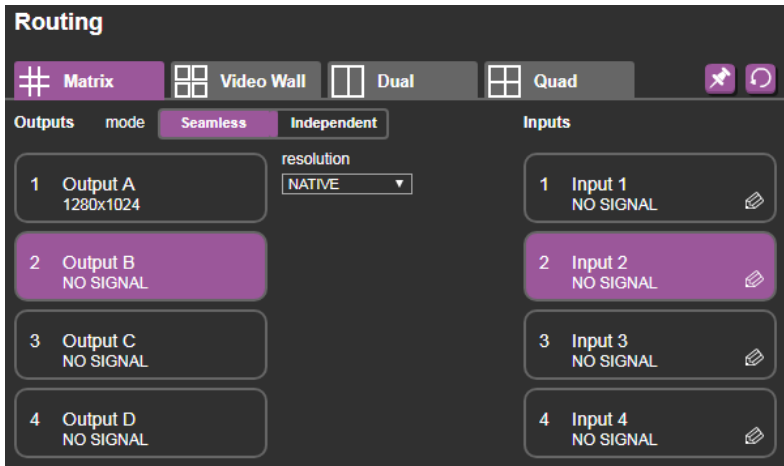 Routing
Matrix Video Wall Dual Quad
Outputs mode Seamless Independent Inputs
resolution
NATIVE
1 Output A
1280x1024
1 Input 1
NO SIGNAL
2 Output B
NO SIGNAL
2 Input 2
NO SIGNAL
3 Output C
NO SIGNAL
3 Input 3
NO SIGNAL
4 Output D
NO SIGNAL
4 Input 4
NO SIGNAL